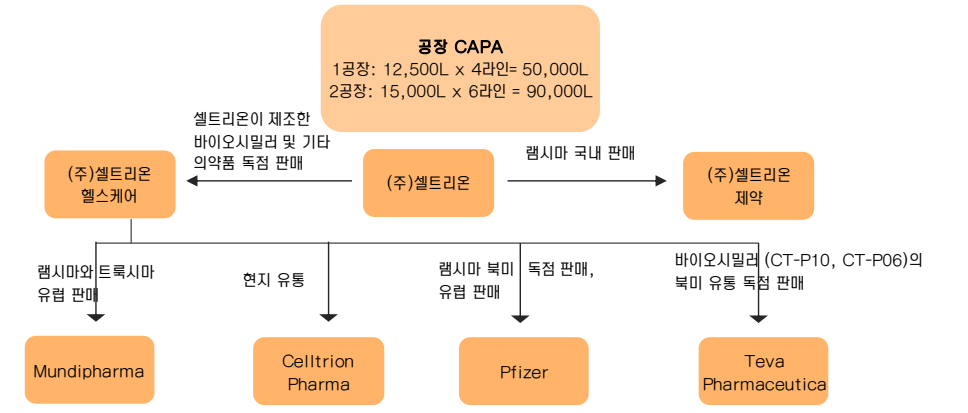 공장 CAPA
1공장: 12,500L x 4라인= 50,000L
2공장: 15,000L x 6라인 = 90,000L
셀트리온이 제조한
바이오시밀러 및 기타
의약품 독점 판매
램시마 국내 판매
(주)셀트리온
헬스케어
(주)셀트리온
(주)셀트리온
제약
램시마와 트룩시마
유럽 판매
현지 유통
램시마 북미 독점 판매,
유럽 판매
바이오시밀러 (CT-P10, CT-P06)의
북미 유통 독점 판매
Mundipharma
Celltrion
Pharma
Pfizer
Teva
Pharmaceutica